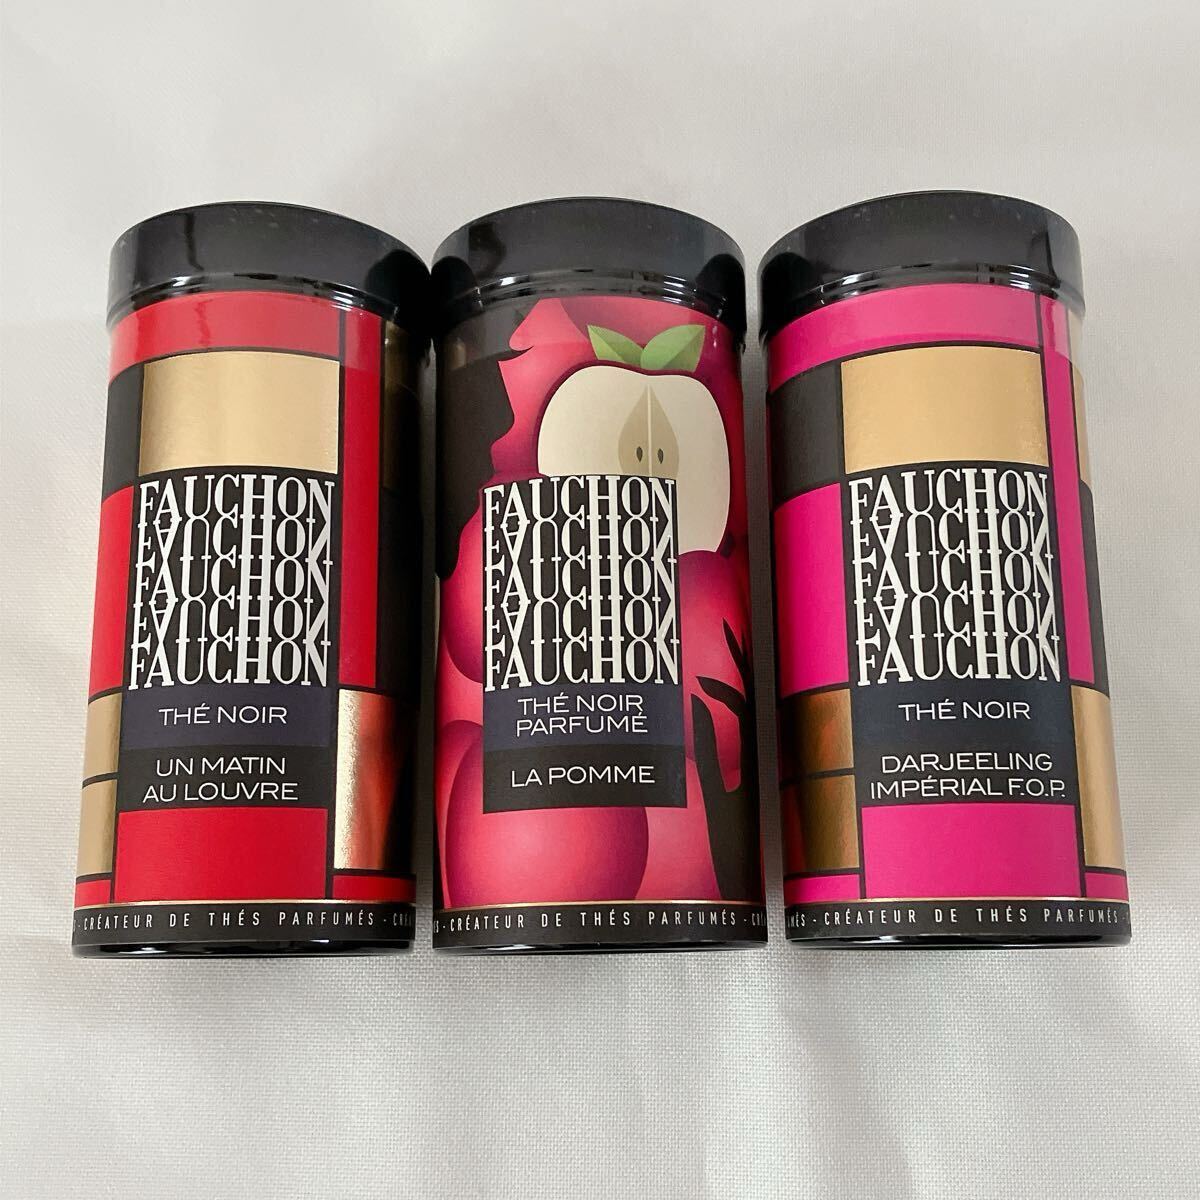 FAUCHON
FAUCHON
FAUCHON
FAUCHON
FAUCHON
THÉ NOIR
UN MATIN
AU LOUVRE
- CRÉATEUR DE THÉS PARFUMÉS -
FAUCHON
FAUCHON
FAUCHON
FAUCHON
FAUCHON
THÉ NOIR
PARFUMÉ
LA POMME
- CRÉATEUR DE THÉS PARFUMÉS -
FAUCHON
FAUCHON
FAUCHON
FAUCHON
FAUCHON
THÉ NOIR
DARJEELING
IMPÉRIAL F.O.P.
- CRÉATEUR DE THÉS PARFUMÉS -